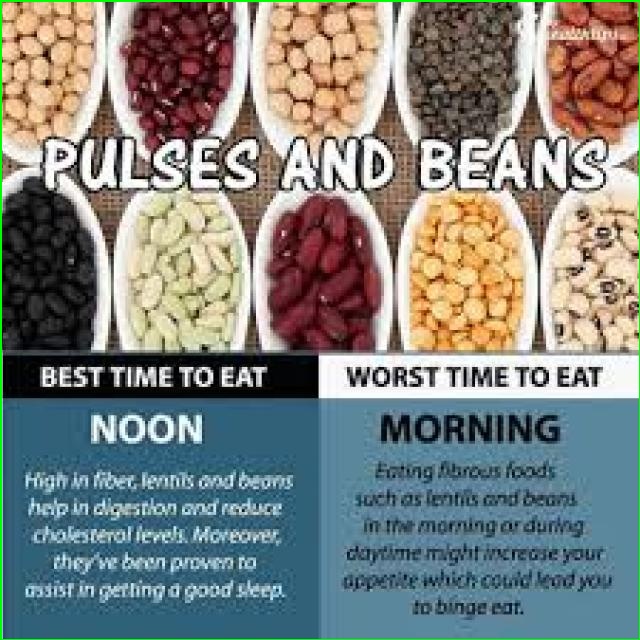 PULSES AND BEANS
BEST TIME TO EAT
NOON
High in fiber, lentils and beans
help in digestion and reduce
cholesterol levels. Moreover,
they've been proven to
assist in getting a good sleep.
WORST TIME TO EAT
MORNING
Eating fibrous foods
such as lentils and beans
in the morning or during
daytime might increase your
appetite which could lead you
to binge eat.